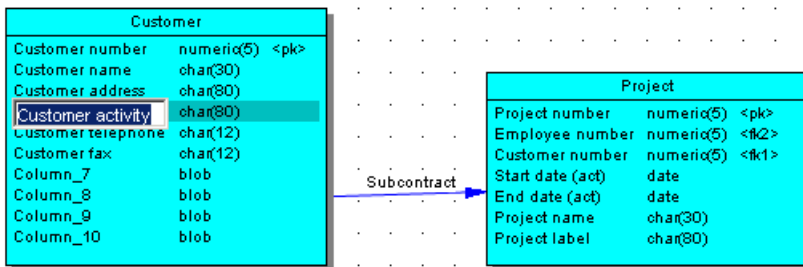 Customer
Customer number numeric(5) <pk>
Customer name char(30)
Customer address char(80)
Customer activity char(80)
Customer telephone char(12)
Customer fax char(12)
Column_7 blob
Column_8 blob
Column_9 blob
Column_10 blob
Subcontract
Project
Project number numeric(5) <pk>
Employee number numeric(5) <fk2>
Customer number numeric(5) <fk1>
Start date (act) date
End date (act) date
Project name char(30)
Project label char(80)